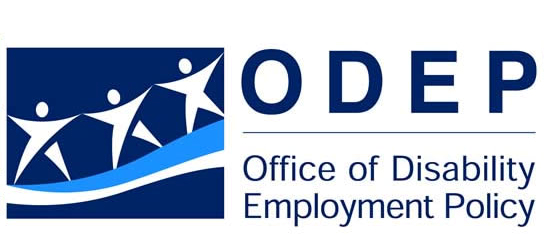 ODEP
Office of Disability
Employment Policy